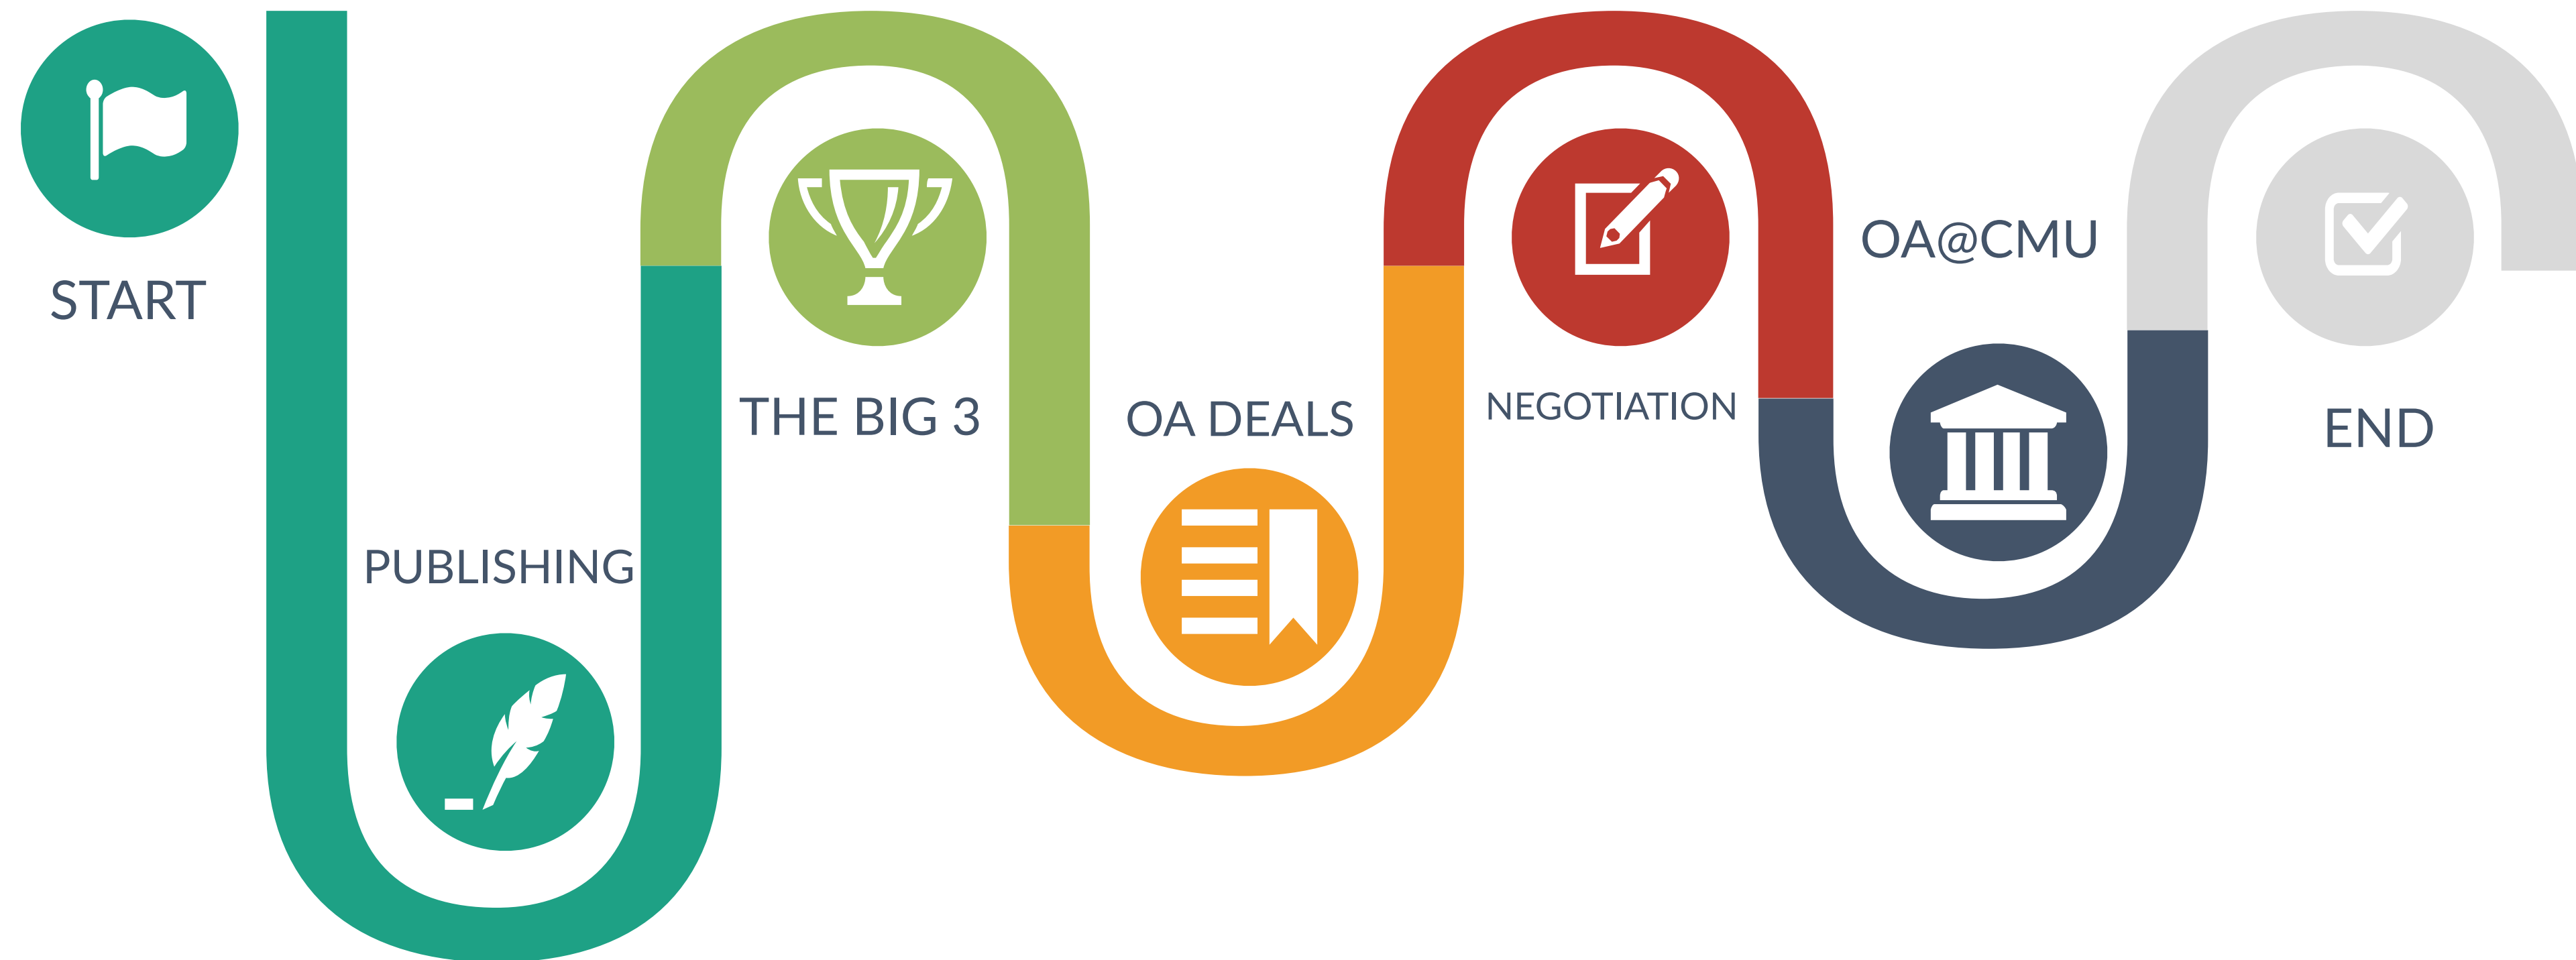 START
PUBLISHING
THE BIG 3
OA DEALS
NEGOTIATION
OA@CMU
END